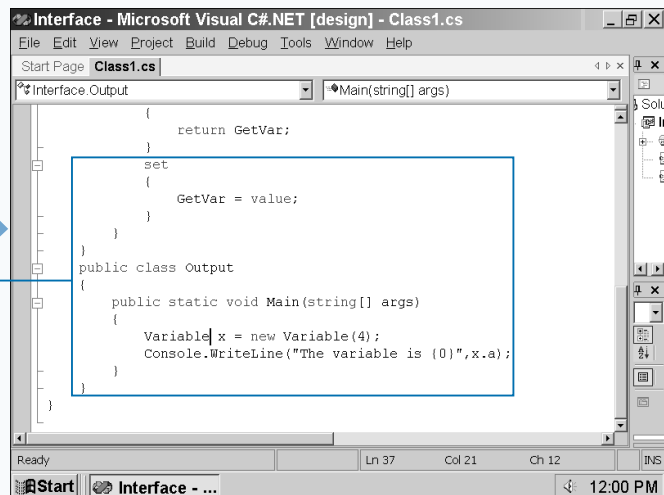 Interface - Microsoft Visual C#.NET [design] - Class1.cs
File Edit View Project Build Debug Tools Window Help
Start Page Class1.cs
Interface.Output Main(string[] args)
{
return GetVar;
}
set
{
GetVar = value;
}
}
}
public class Output
{
public static void Main(string[] args)
{
Variable x = new Variable(4);
Console.WriteLine("The variable is {0}",x.a);
}
}
}
Solu
Ready Ln 37 Col 21 Ch 12 INS
Start Interface - ... 12:00 PM